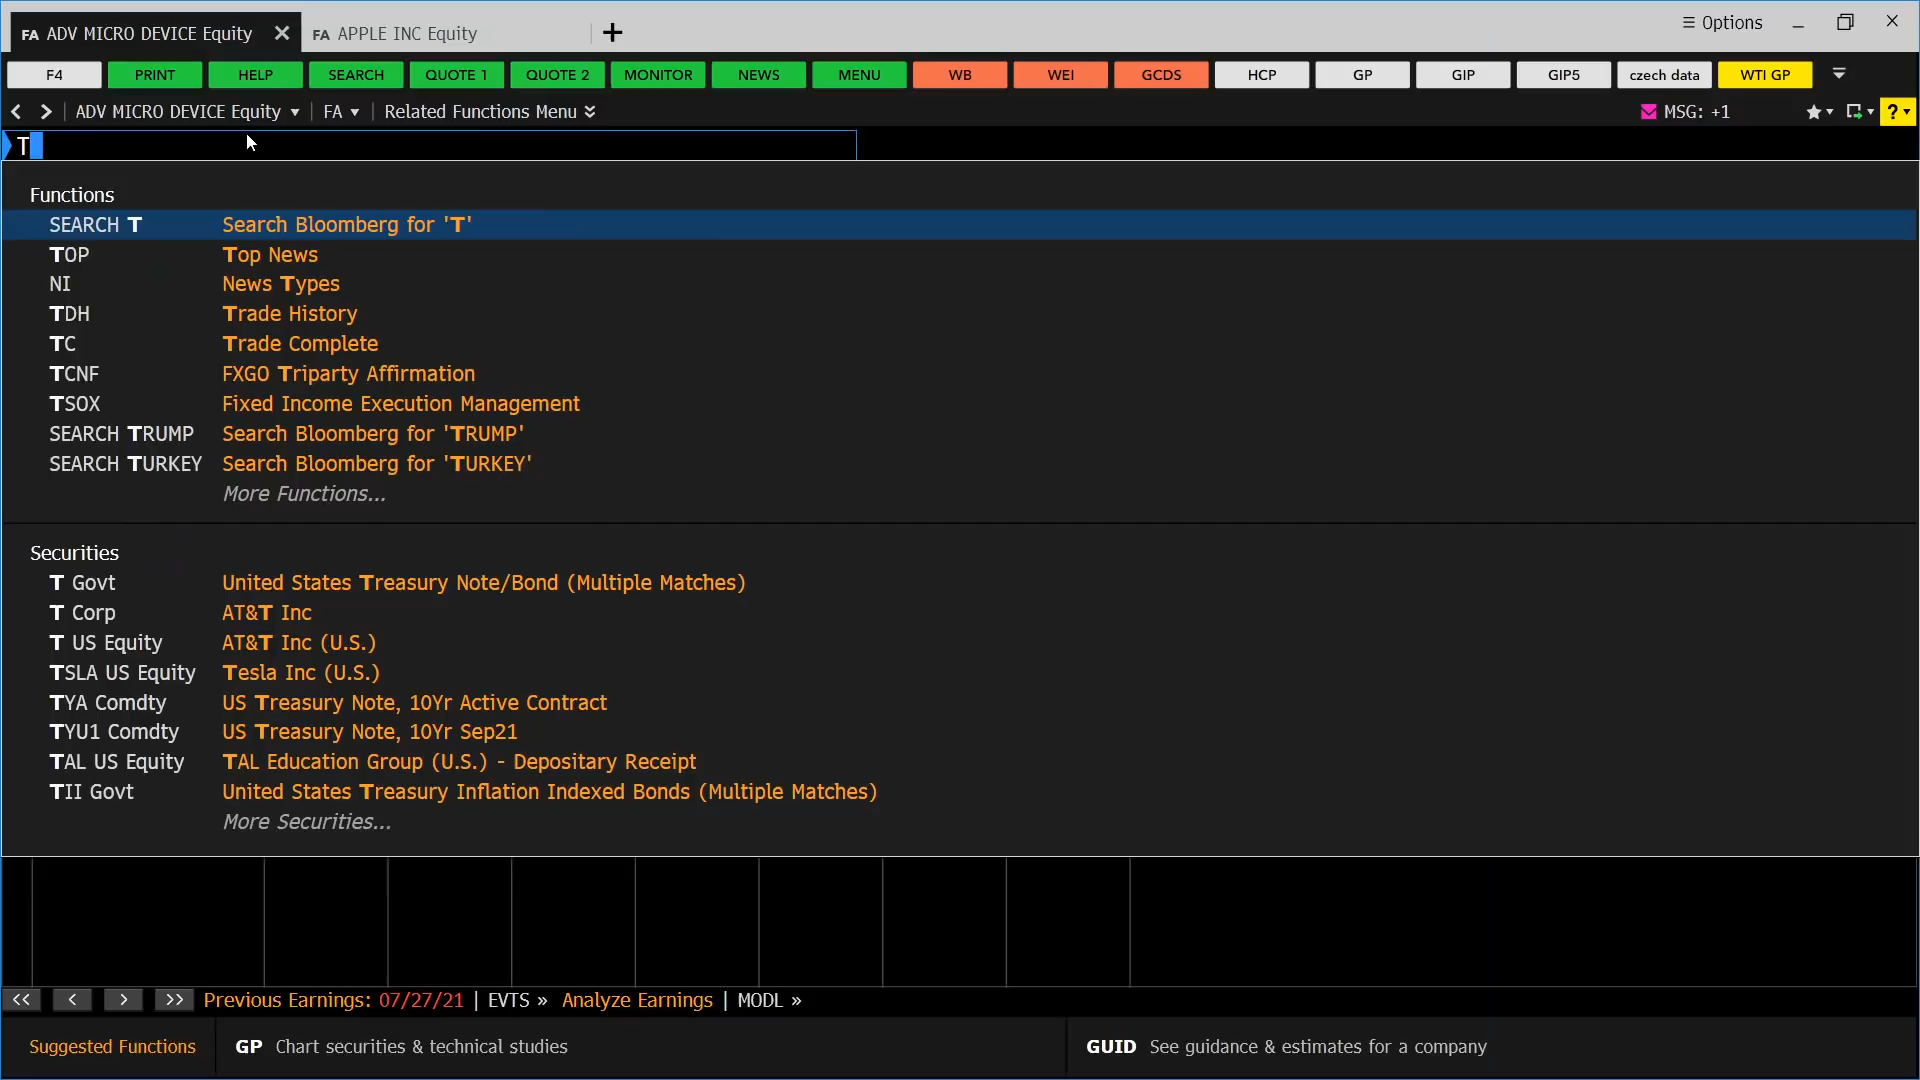 FA ADV MICRO DEVICE Equity
FA APPLE INC Equity
Options
F4 PRINT HELP SEARCH QUOTE 1 QUOTE 2 MONITOR NEWS MENU WB WEI GCDS HCP GP GIP GIP5 czech data WTI GP
ADV MICRO DEVICE Equity FA Related Functions Menu MSG: +1 ?
T
Functions
SEARCH T Search Bloomberg for 'T'
TOP Top News
NI News Types
TDH Trade History
TC Trade Complete
TCNF FXGO Triparty Affirmation
TSOX Fixed Income Execution Management
SEARCH TRUMP Search Bloomberg for 'TRUMP'
SEARCH TURKEY Search Bloomberg for 'TURKEY'
More Functions...
Securities
T Govt United States Treasury Note/Bond (Multiple Matches)
T Corp AT&T Inc
T US Equity AT&T Inc (U.S.)
TSLA US Equity Tesla Inc (U.S.)
TYA Comdty US Treasury Note, 10Yr Active Contract
TYU1 Comdty US Treasury Note, 10Yr Sep21
TAL US Equity TAL Education Group (U.S.) - Depositary Receipt
TII Govt United States Treasury Inflation Indexed Bonds (Multiple Matches)
More Securities...
<< < > >> Previous Earnings: 07/27/21 | EVTS » Analyze Earnings | MODL »
Suggested Functions GP Chart securities & technical studies GUID See guidance & estimates for a company